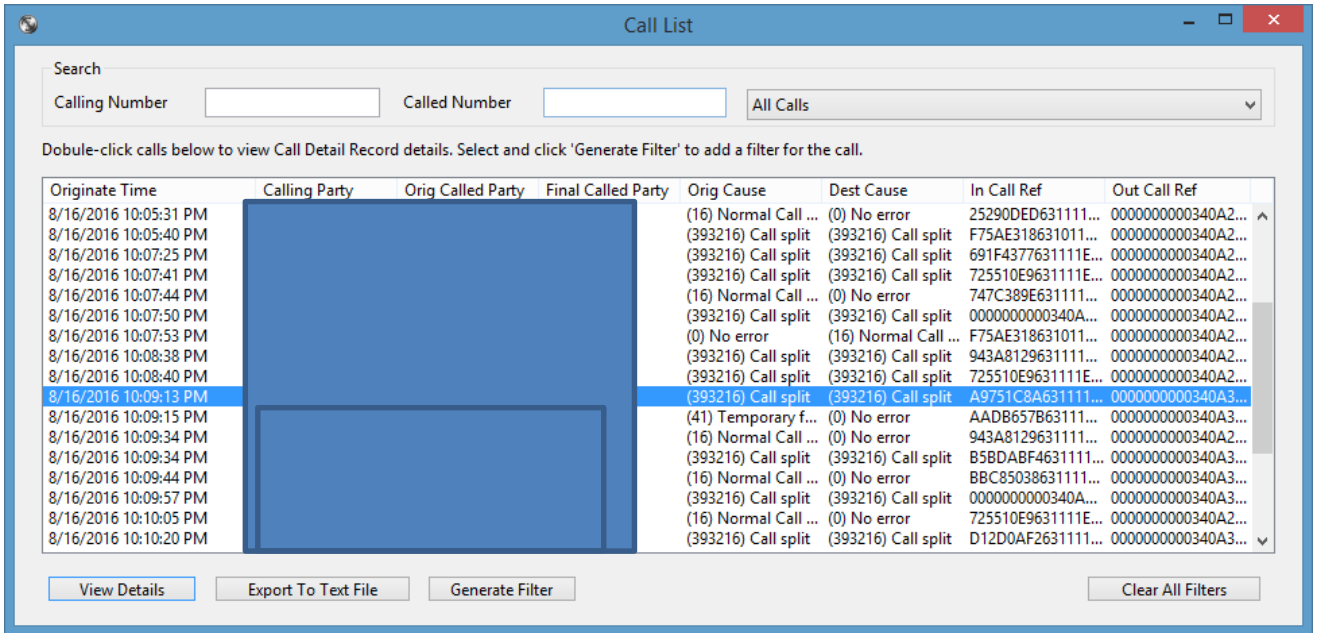 Call List
Search
Calling Number Called Number All Calls
Dobule-click calls below to view Call Detail Record details. Select and click 'Generate Filter' to add a filter for the call.
Originate Time Calling Party Orig Called Party Final Called Party Orig Cause Dest Cause In Call Ref Out Call Ref
8/16/2016 10:05:31 PM (16) Normal Call ... (0) No error 25290DED631111... 0000000000340A2...
8/16/2016 10:05:40 PM (393216) Call split (393216) Call split F75AE318631011... 0000000000340A2...
8/16/2016 10:07:25 PM (393216) Call split (393216) Call split 691F4377631111E... 0000000000340A2...
8/16/2016 10:07:41 PM (393216) Call split (393216) Call split 725510E9631111E... 0000000000340A2...
8/16/2016 10:07:44 PM (16) Normal Call ... (0) No error 747C389E631111... 0000000000340A2...
8/16/2016 10:07:50 PM (393216) Call split (393216) Call split 0000000000340A... 0000000000340A2...
8/16/2016 10:07:53 PM (0) No error (16) Normal Call ... F75AE318631011... 0000000000340A2...
8/16/2016 10:08:38 PM (393216) Call split (393216) Call split 943A8129631111... 0000000000340A2...
8/16/2016 10:08:40 PM (393216) Call split (393216) Call split 725510E9631111E... 0000000000340A2...
8/16/2016 10:09:13 PM (393216) Call split (393216) Call split A9751C8A631111... 0000000000340A3...
8/16/2016 10:09:15 PM (41) Temporary f... (0) No error AADB657B63111... 0000000000340A3...
8/16/2016 10:09:34 PM (16) Normal Call ... (0) No error 943A8129631111... 0000000000340A2...
8/16/2016 10:09:34 PM (393216) Call split (393216) Call split B5BDABF4631111... 0000000000340A3...
8/16/2016 10:09:44 PM (16) Normal Call ... (0) No error BBC85038631111... 0000000000340A3...
8/16/2016 10:09:57 PM (393216) Call split (393216) Call split 0000000000340A... 0000000000340A3...
8/16/2016 10:10:05 PM (16) Normal Call ... (0) No error 725510E9631111E... 0000000000340A2...
8/16/2016 10:10:20 PM (393216) Call split (393216) Call split D12D0AF2631111... 0000000000340A3...
View Details Export To Text File Generate Filter Clear All Filters